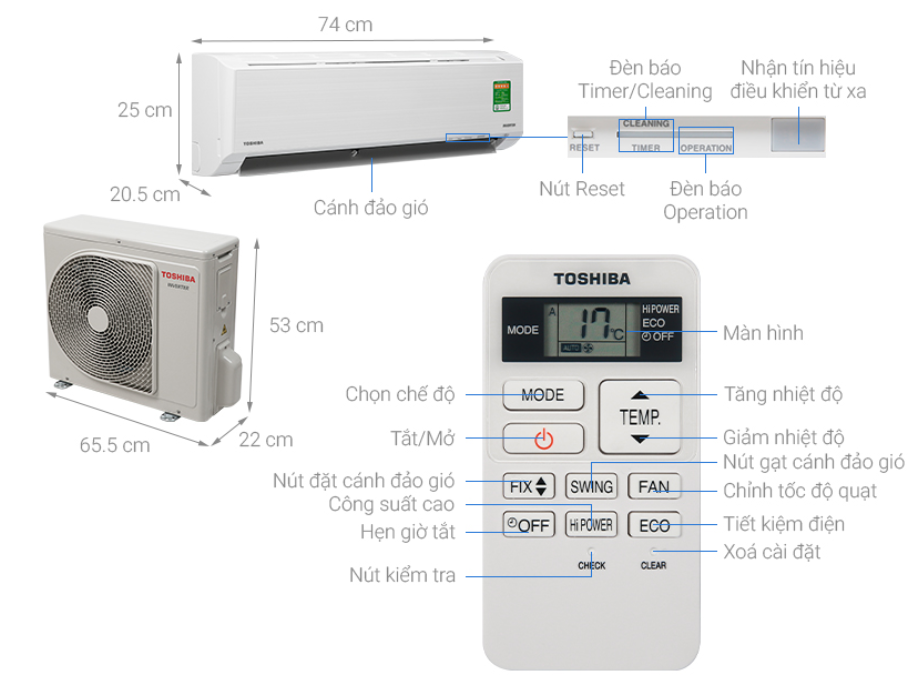 74 cm
25 cm
20.5 cm
TOSHIBA
INVERTER
Cánh đảo gió
Đèn báo
Timer/Cleaning
Nhận tín hiệu
điều khiển từ xa
CLEANING
RESET
TIMER
OPERATION
Nút Reset
Đèn báo
Operation
TOSHIBA
INVERTER
53 cm
65.5 cm
22 cm
TOSHIBA
MODE
A
17°C
AUTO
Hi POWER
ECO
OFF
Màn hình
Chọn chế độ
MODE
TEMP.
Tăng nhiệt độ
Tắt/Mở
Giảm nhiệt độ
Nút gạt cánh đảo gió
Nút đặt cánh đảo gió
FIX
SWING
FAN
Chỉnh tốc độ quạt
Công suất cao
Hẹn giờ tắt
OFF
Hi POWER
ECO
Tiết kiệm điện
Xoá cài đặt
Nút kiểm tra
CHECK
CLEAR